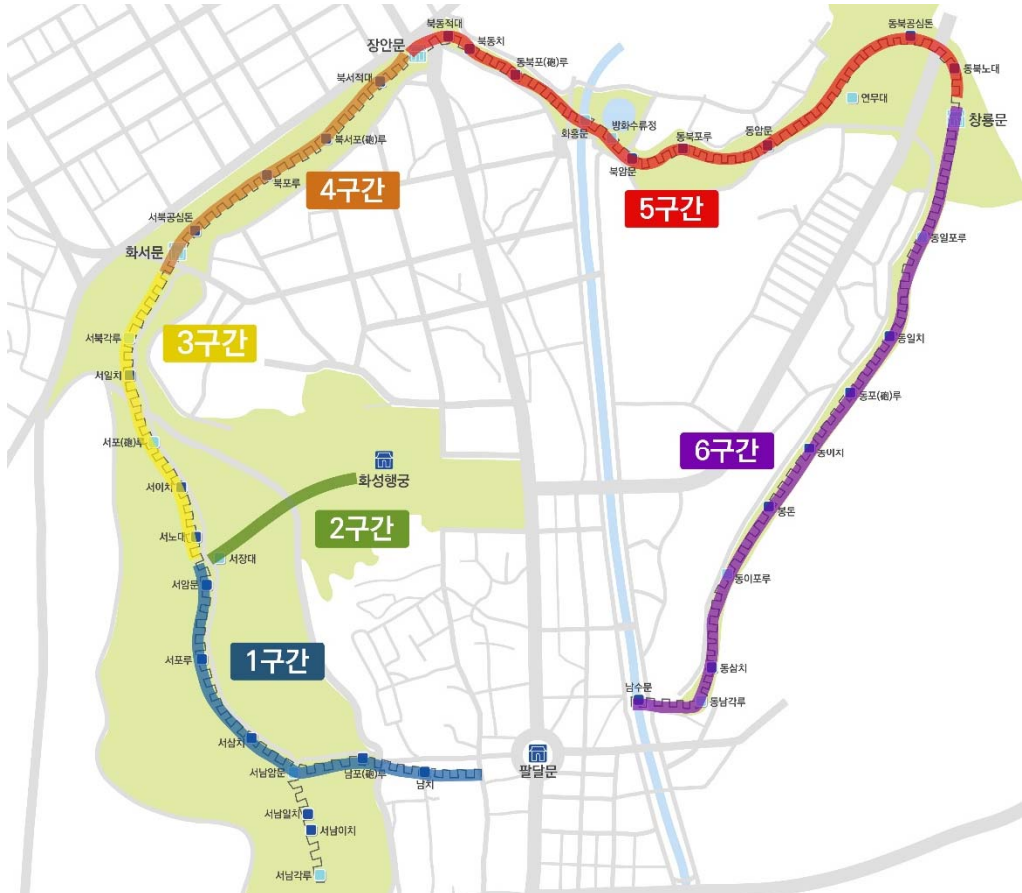 북동적대
장안문
북동치
동북공심돈
북서적대
동북포(砲)루
동북노대
연무대
창룡문
화홍문
방화수류정
북서포(砲)루
동북포루
동암문
북암문
북포루
4구간
5구간
서북공심돈
화서문
동일포루
3구간
서북각루
동일치
서일치
동포(砲)루
서포(砲)루
6구간
동이치
화성행궁
서이치
2구간
봉돈
서노대
서장대
동이포루
서암문
1구간
서포루
동삼치
남수문
동남각루
서삼치
서남암문
남포(砲)루
남치
팔달문
서남일치
서남이치
서남각루